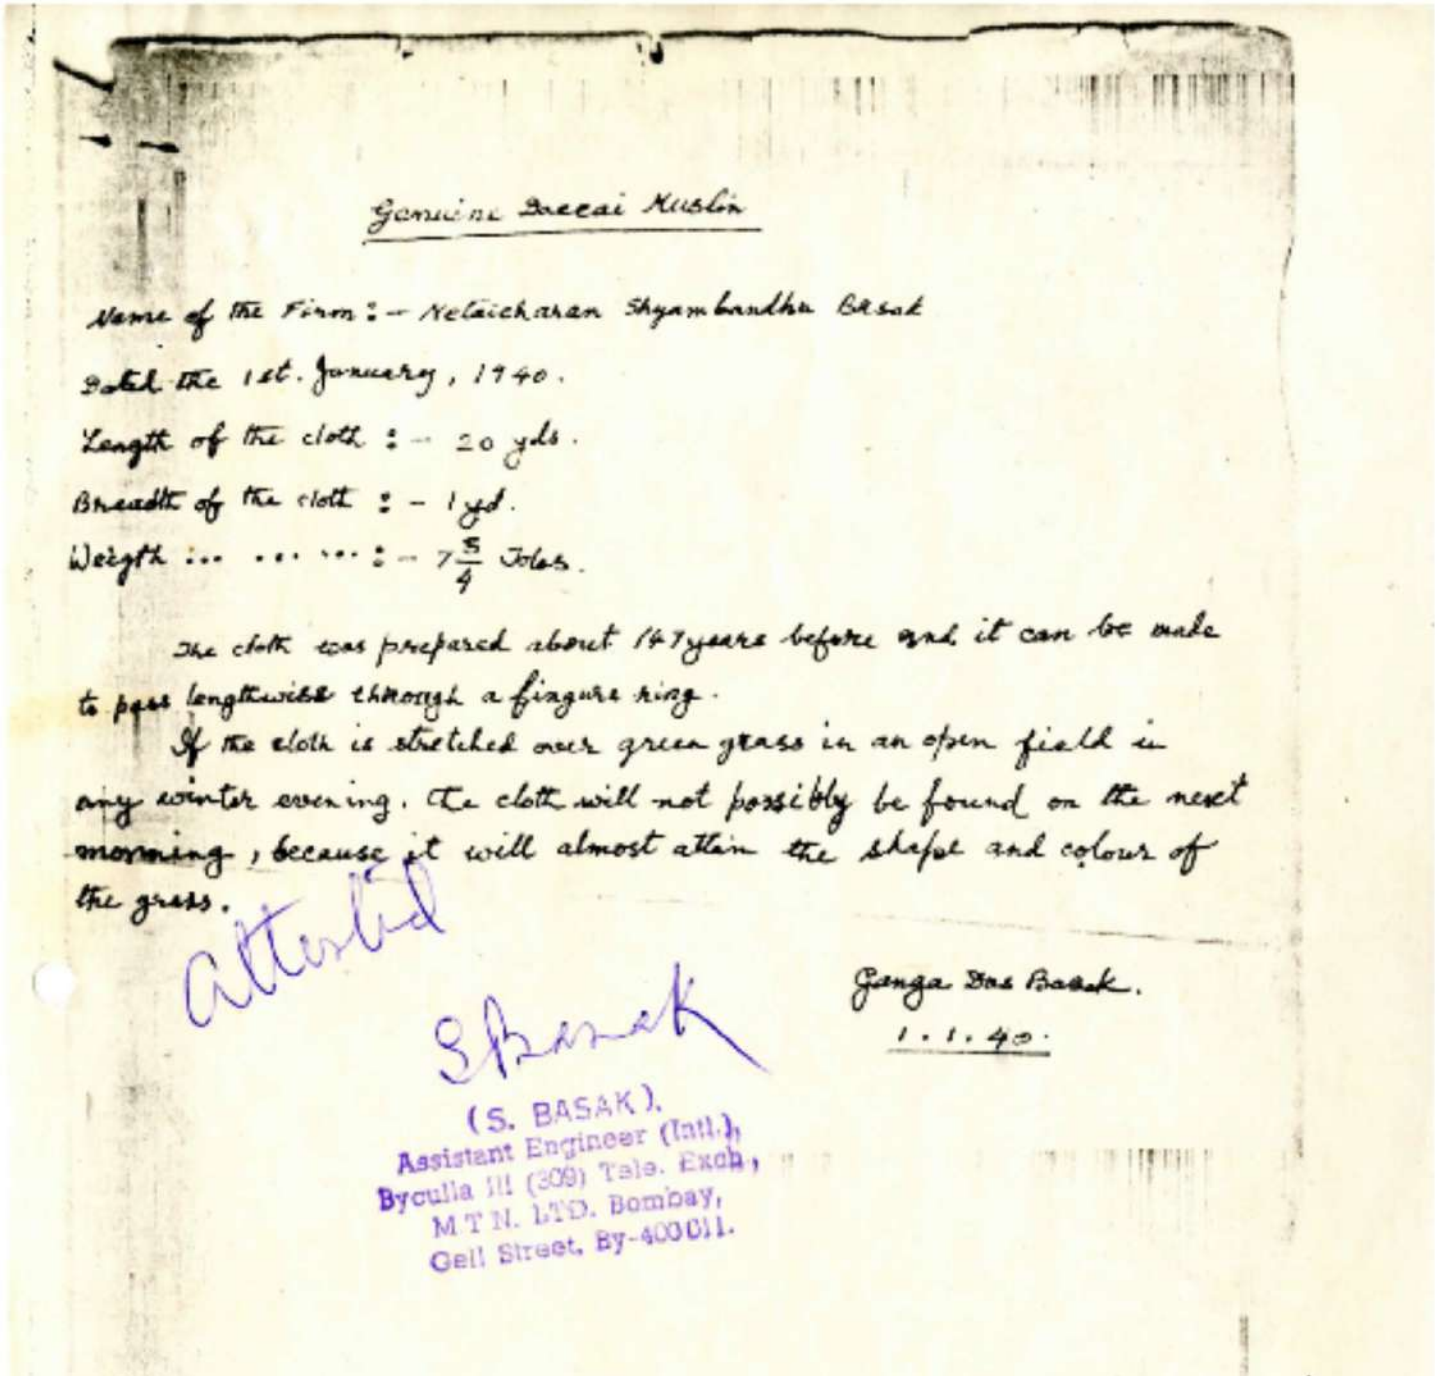 Genuine Daccai Muslin
Name of the Firm :- Netaicharan Shyambandhu Basak
Dated the 1st. January, 1940.
Length of the cloth :- 20 yds.
Breadth of the cloth :- 1 yd.
Weigth ... ... ... :- 7 3/4 Tolas.
The cloth was prepared about 147 years before and it can be made
to pass lengthwise through a fingure ring.
If the cloth is stretched over green grass in an open field in
any winter evening. The cloth will not possibly be found on the next
morning, because it will almost attin the shape and colour of
the grass.
Attested
Ganga Das Basak.
1.1.40.
S Basak
(S. BASAK).
Assistant Engineer (Intl.),
Byculla III (309) Tele. Exch,
M T N. LTD. Bombay,
Gell Street, By-400011.